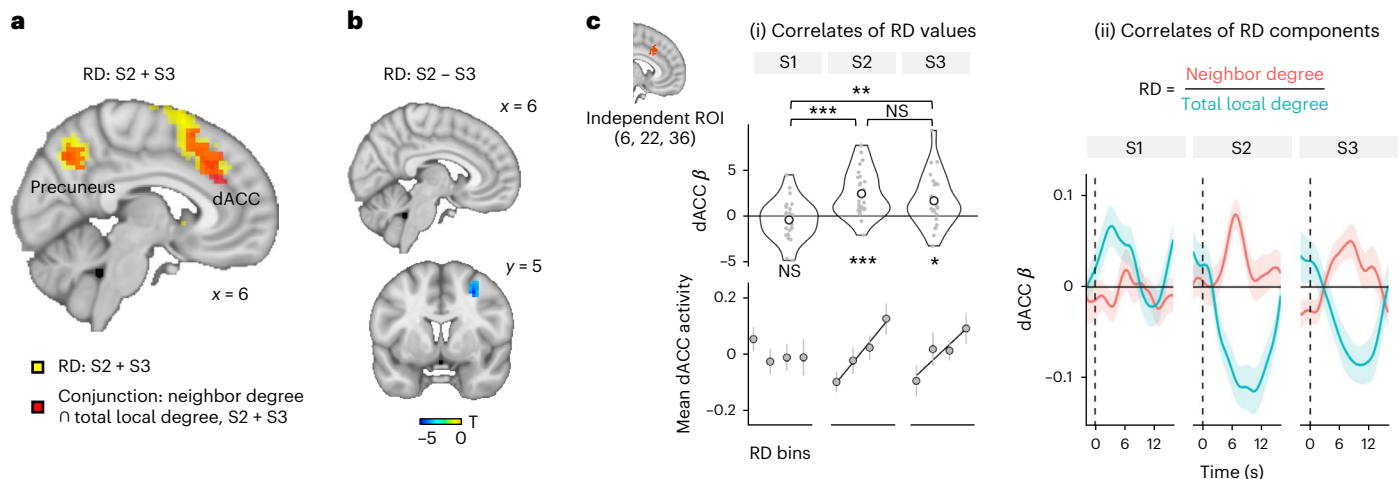 a
RD: S2 + S3
Precuneus
dACC
x = 6
RD: S2 + S3
Conjunction: neighbor degree
∩ total local degree, S2 + S3
b
RD: S2 – S3
x = 6
y = 5
T
–5 0
c
Independent ROI
(6, 22, 36)
(i) Correlates of RD values
S1 S2 S3
**
*** NS
dACC β
5
0
–5
NS *** *
Mean dACC activity
0.2
0
–0.2
RD bins
(ii) Correlates of RD components
RD = Neighbor degree
Total local degree
S1 S2 S3
dACC β
0.1
0
–0.1
0 6 12 0 6 12 0 6 12
Time (s)